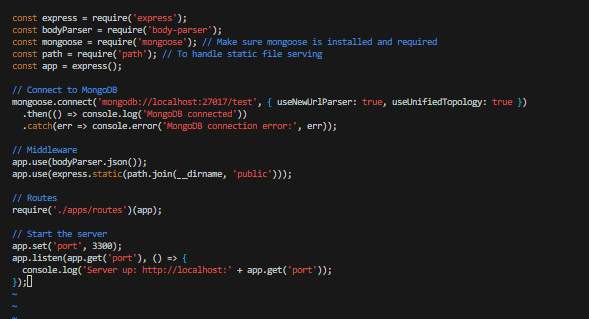 const express = require('express');
const bodyParser = require('body-parser');
const mongoose = require('mongoose'); // Make sure mongoose is installed and required
const path = require('path'); // To handle static file serving
const app = express();

// Connect to MongoDB
mongoose.connect('mongodb://localhost:27017/test', { useNewUrlParser: true, useUnifiedTopology: true })
  .then(() => console.log('MongoDB connected'))
  .catch(err => console.error('MongoDB connection error:', err));

// Middleware
app.use(bodyParser.json());
app.use(express.static(path.join(__dirname, 'public')));

// Routes
require('./apps/routes')(app);

// Start the server
app.set('port', 3300);
app.listen(app.get('port'), () => {
  console.log('Server up: http://localhost:' + app.get('port'));
});
~
~
~